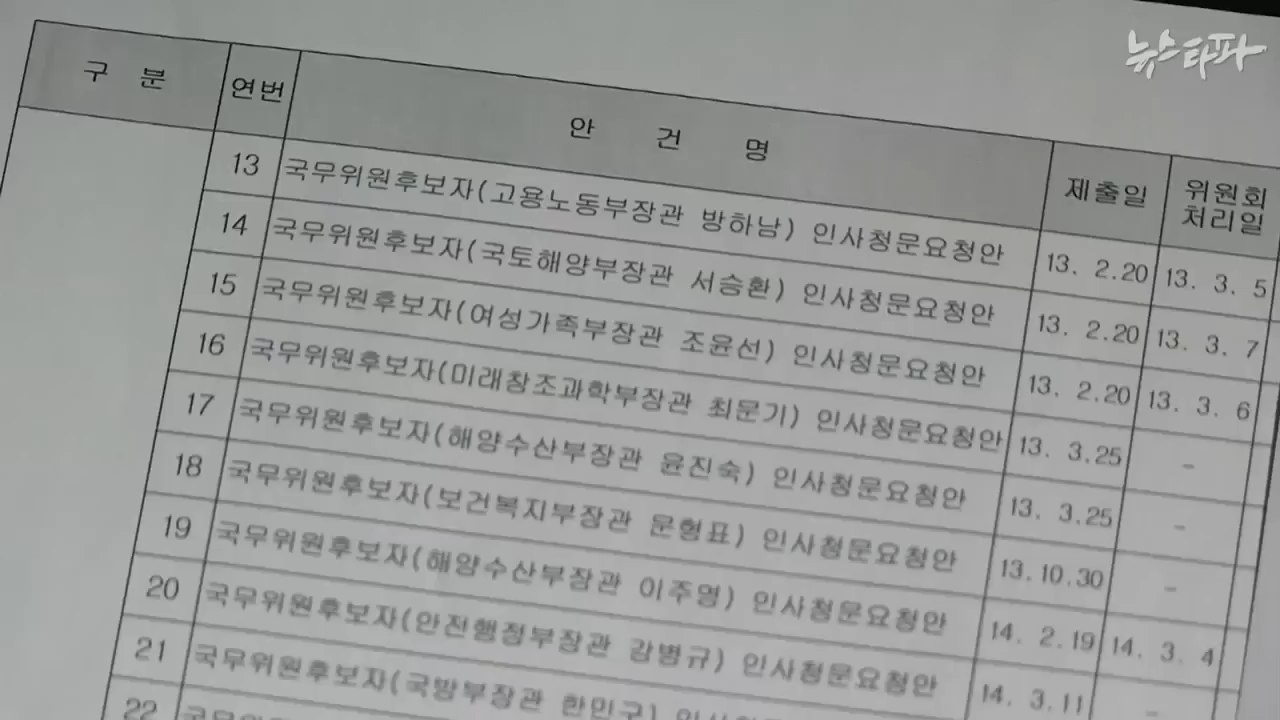 뉴스타파
구 분 연번 안 건 명 제출일 위원회
처리일
13 국무위원후보자(고용노동부장관 방하남) 인사청문요청안 13. 2.20 13. 3. 5
14 국무위원후보자(국토해양부장관 서승환) 인사청문요청안 13. 2.20 13. 3. 7
15 국무위원후보자(여성가족부장관 조윤선) 인사청문요청안 13. 2.20 13. 3. 6
16 국무위원후보자(미래창조과학부장관 최문기) 인사청문요청안 13. 3.25 -
17 국무위원후보자(해양수산부장관 윤진숙) 인사청문요청안 13. 3.25 -
18 국무위원후보자(보건복지부장관 문형표) 인사청문요청안 13.10.30 -
19 국무위원후보자(해양수산부장관 이주영) 인사청문요청안 14. 2.19 14. 3. 4
20 국무위원후보자(안전행정부장관 강병규) 인사청문요청안 14. 3.11 -
21 국무위원후보자(국방부장관 한민구)
22